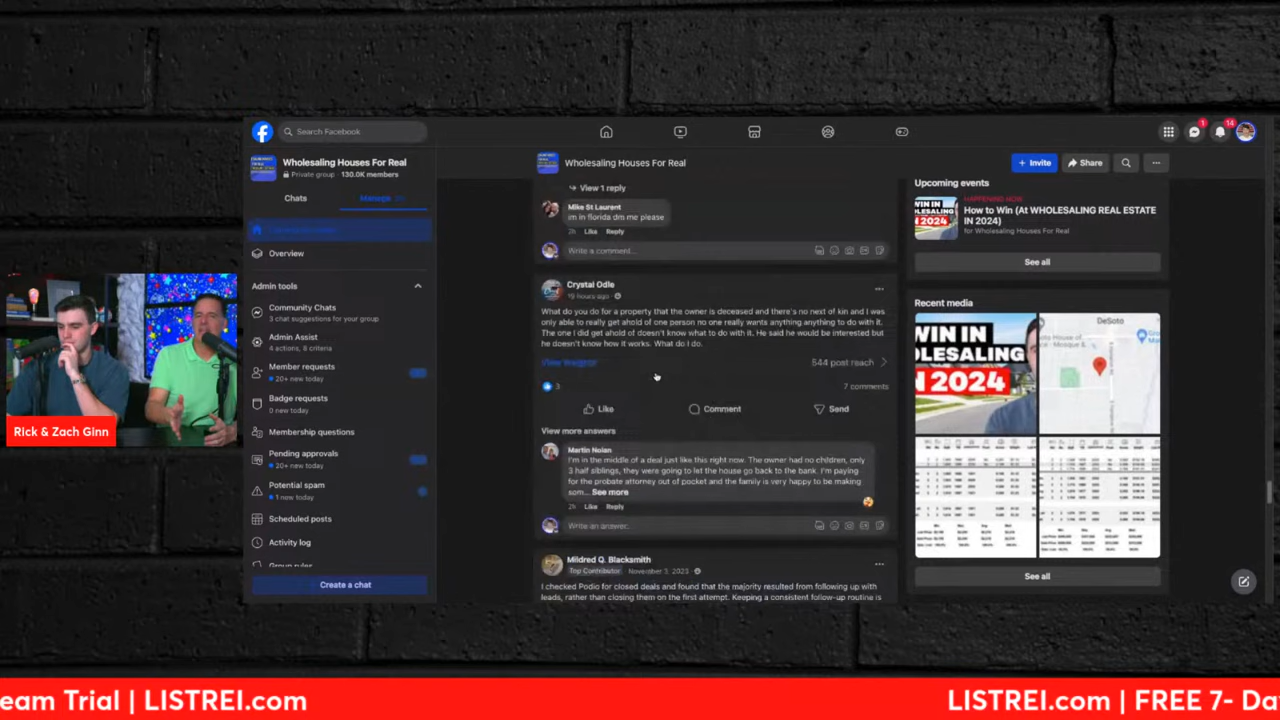 Search Facebook
1
14
Wholesaling Houses For Real
Private group · 130.0K members
Wholesaling Houses For Real
+ Invite
Share
Chats
Manage
Overview
Admin tools
Community Chats
3 chat suggestions for your group
Admin Assist
4 actions, 8 criteria
Member requests
20+ new today
Badge requests
0 new today
Membership questions
Pending approvals
20+ new today
Potential spam
1 new today
Scheduled posts
Activity log
Group rules
Create a chat
View 1 reply
Mike St Laurent
im in florida dm me please
2h Like Reply
Write a comment...
Crystal Odle
19 hours ago
What do you do for a property that the owner is deceased and there's no next of kin and I was
only able to really get ahold of one person no one really wants anything anything to do with it.
The one I did get ahold of doesn't know what to do with it. He said he would be interested but
he doesn't know how it works. What do I do.
View Insights
544 post reach
3
7 comments
Like
Comment
Send
View more answers
Martin Nolan
I'm in the middle of a deal just like this right now. The owner had no children, only
3 half siblings, they were going to let the house go back to the bank. I'm paying
for the probate attorney out of pocket and the family is very happy to be making
som... See more
2h Like Reply
Write an answer...
Mildred G. Blacksmith
Top Contributor November 3, 2023
I checked Podio for closed deals and found that the majority resulted from following up with
leads, rather than closing them on the first attempt. Keeping a consistent follow-up routine is
Upcoming events
HAPPENING NOW
How to Win (At WHOLESALING REAL ESTATE
IN 2024)
for Wholesaling Houses For Real
See all
Recent media
WIN IN
OLESALING
2024
DeSoto
See all
Rick & Zach Ginn
eam Trial | LISTREI.com
LISTREI.com | FREE 7- Da